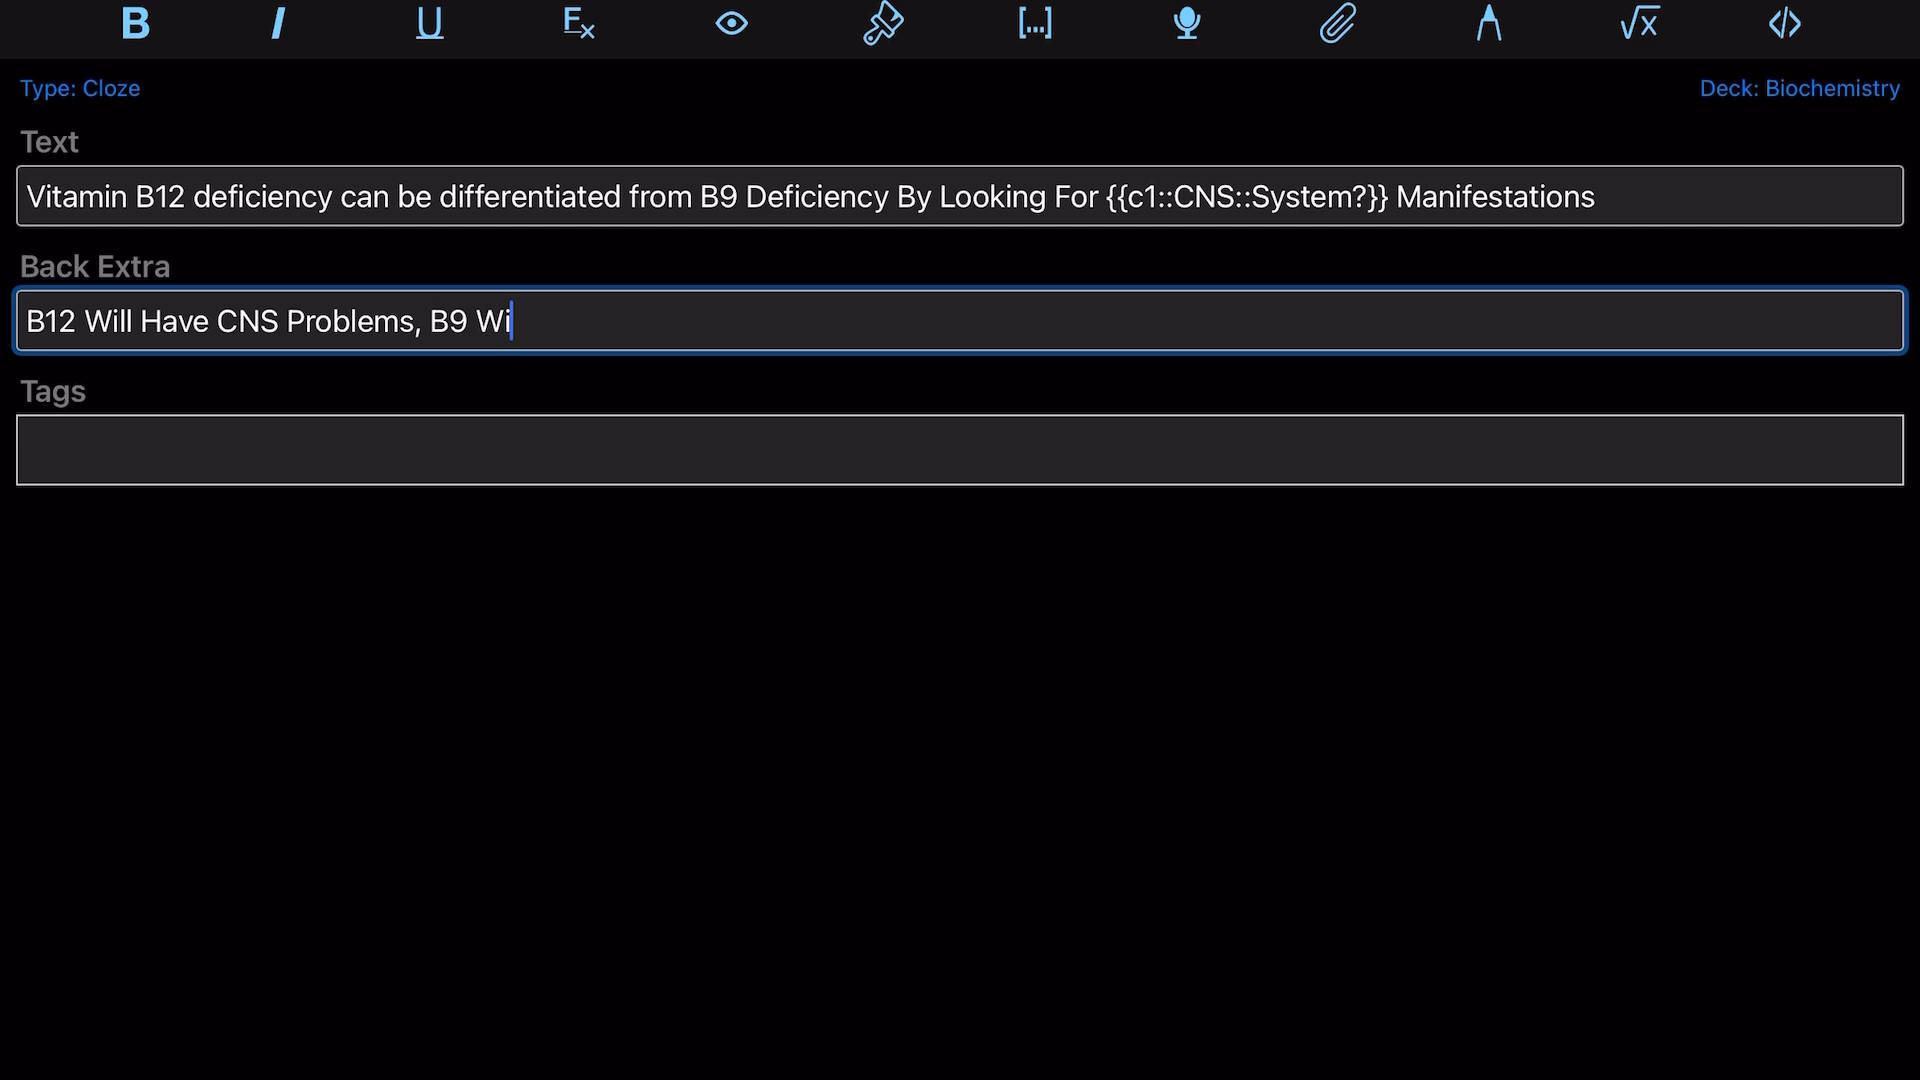 B I U Fx […] √x </>
Type: Cloze
Deck: Biochemistry
Text
Vitamin B12 deficiency can be differentiated from B9 Deficiency By Looking For {{c1::CNS::System?}} Manifestations
Back Extra
B12 Will Have CNS Problems, B9 Wi
Tags